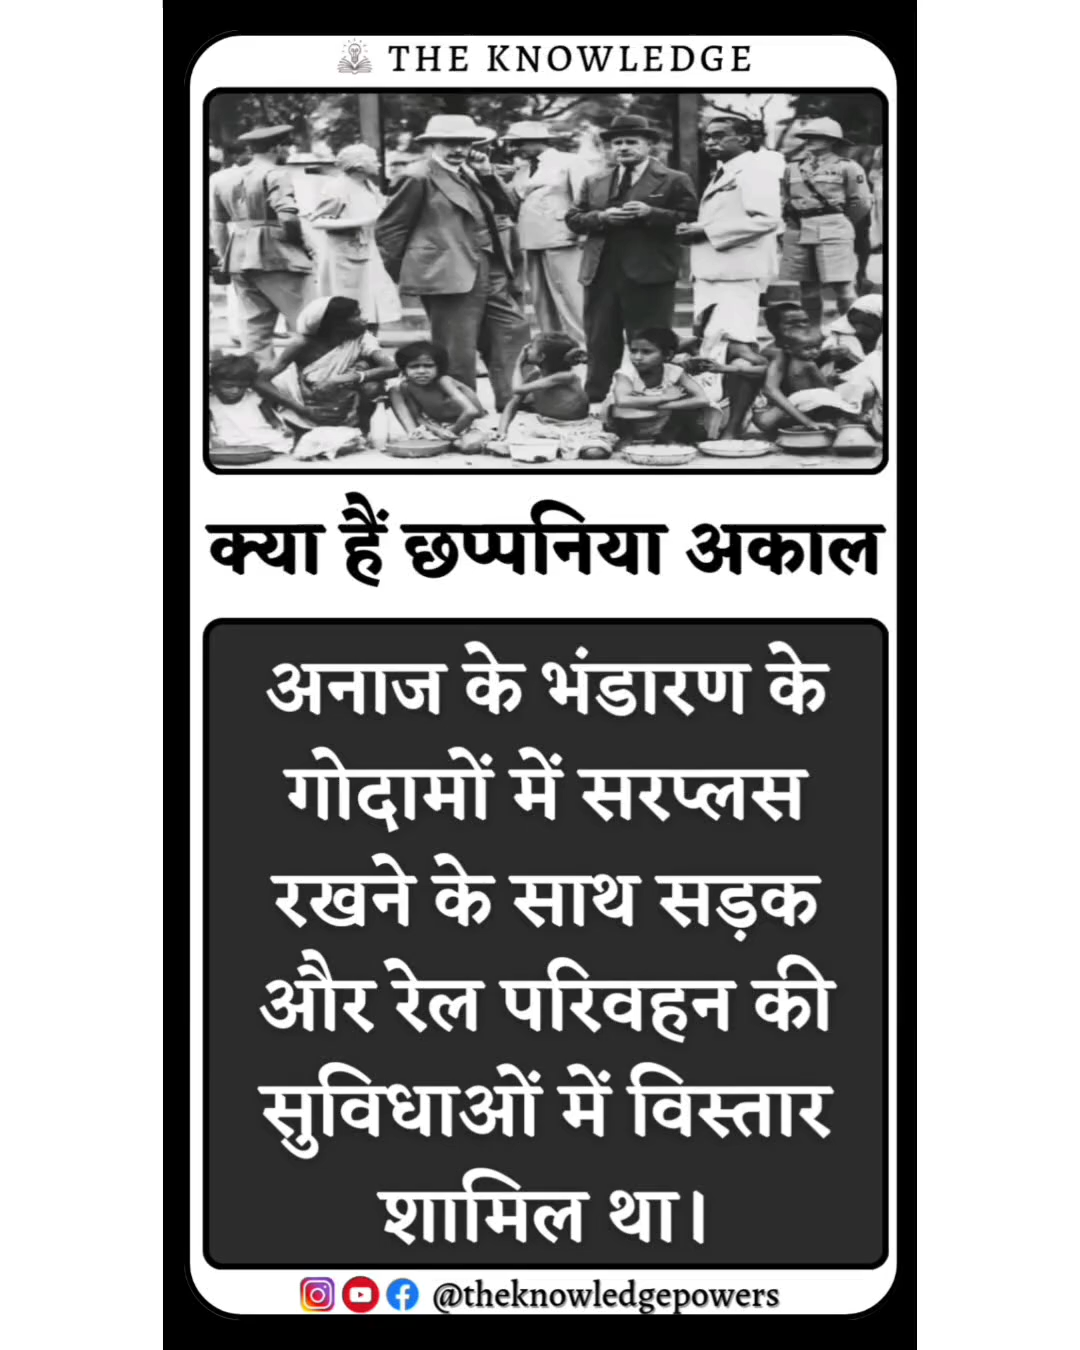 THE KNOWLEDGE
क्या हैं छप्पनिया अकाल
अनाज के भंडारण के
गोदामों में सरप्लस
रखने के साथ सड़क
और रेल परिवहन की
सुविधाओं में विस्तार
शामिल था।
@theknowledgepowers